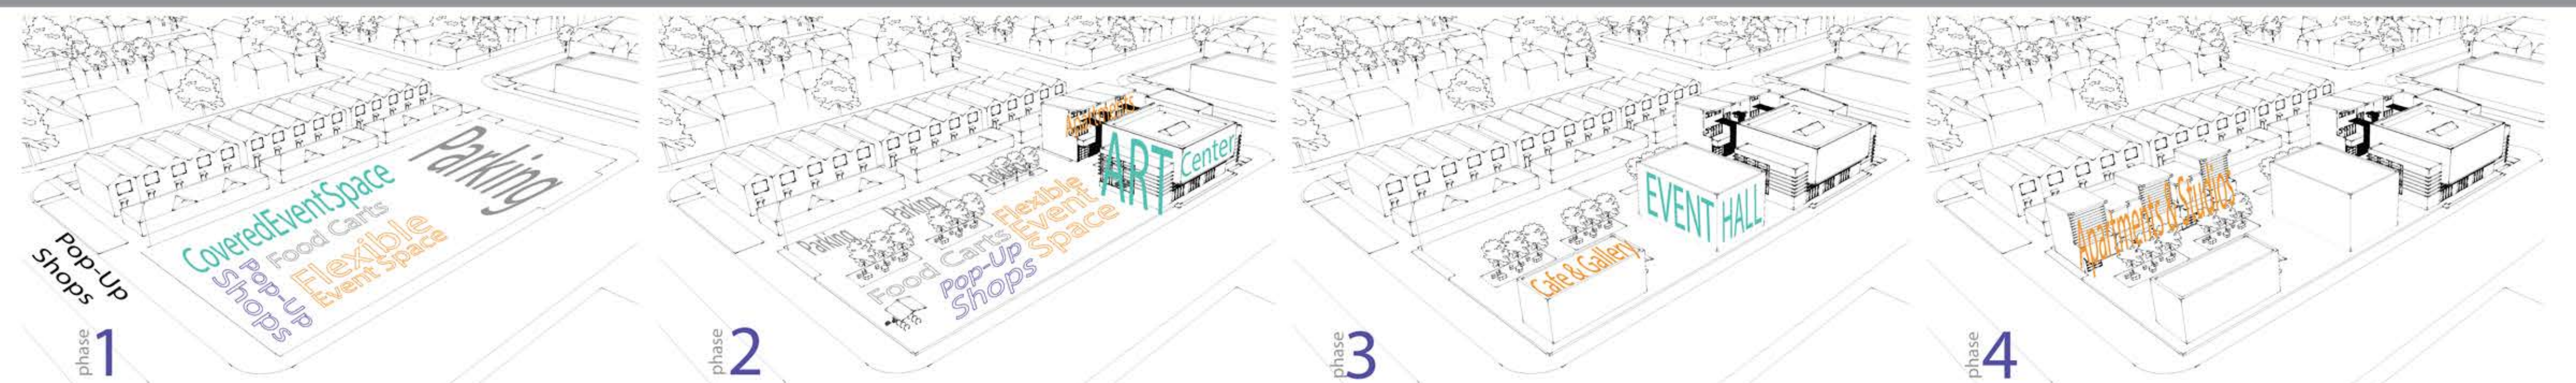 Parking
CoveredEventSpace
Food Carts
Flexible
Event Space
Pop-Up
Shops
Pop-Up
Shops
phase 1
Apartments
ART Center
Parking
Parking
Parking
Flexible
Event
Space
Food Carts
Pop-Up
Shops
phase 2
EVENT HALL
Cafe & Gallery
phase 3
Apartments & Studios
phase 4